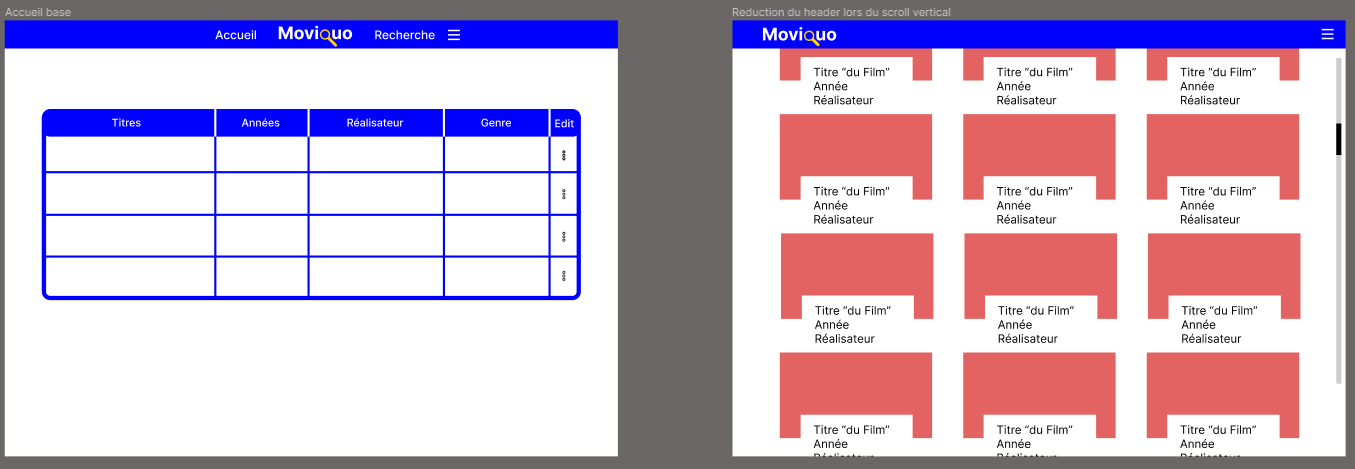 Accueil base
Accueil Moviquo Recherche
Titres Années Réalisateur Genre Edit
Reduction du header lors du scroll vertical
Moviquo
Titre “du Film” Titre “du Film” Titre “du Film”
Année Année Année
Réalisateur Réalisateur Réalisateur
Titre “du Film” Titre “du Film” Titre “du Film”
Année Année Année
Réalisateur Réalisateur Réalisateur
Titre “du Film” Titre “du Film” Titre “du Film”
Année Année Année
Réalisateur Réalisateur Réalisateur
Titre “du Film” Titre “du Film” Titre “du Film”
Année Année Année